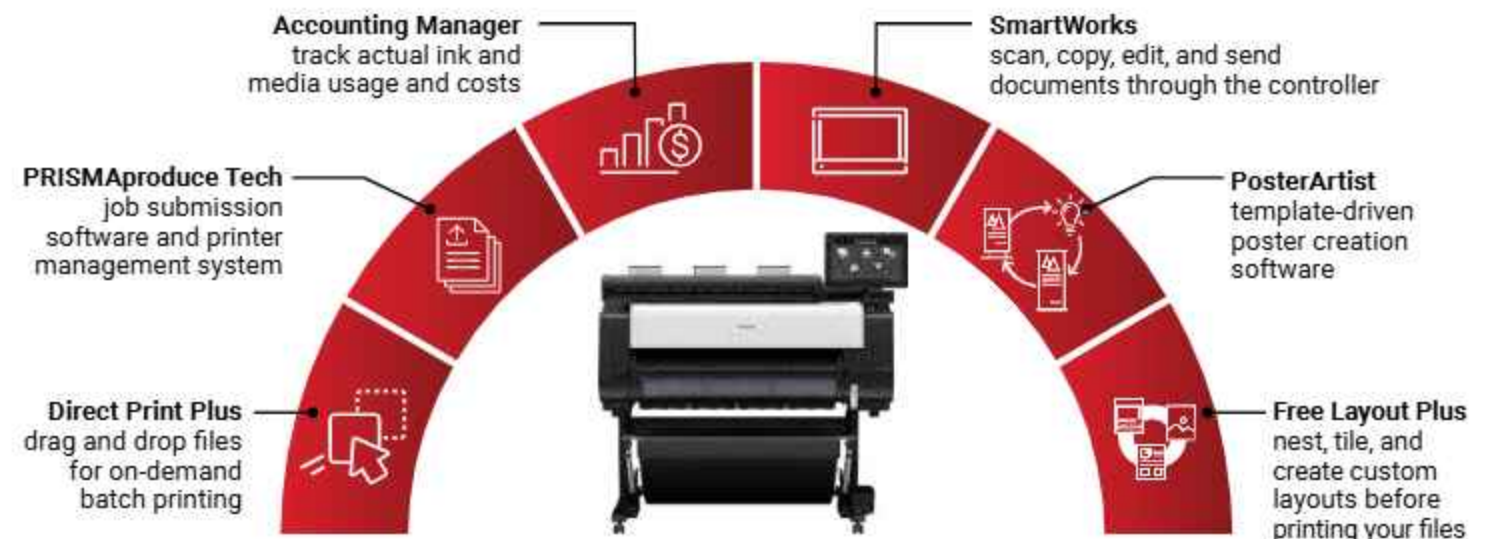 Accounting Manager
track actual ink and
media usage and costs
SmartWorks
scan, copy, edit, and send
documents through the controller
PRISMAproduce Tech
job submission
software and printer
management system
PosterArtist
template-driven
poster creation
software
Direct Print Plus
drag and drop files
for on-demand
batch printing
Free Layout Plus
nest, tile, and
create custom
layouts before
printing your files
$